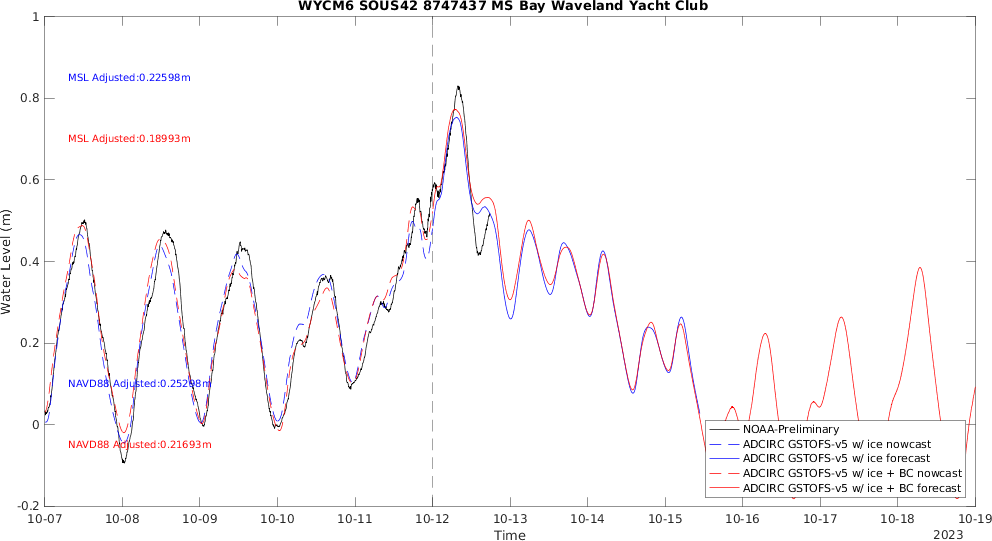 WYCM6 SOUS42 8747437 MS Bay Waveland Yacht Club
Water Level (m)
1
0.8
0.6
0.4
0.2
0
-0.2
MSL Adjusted:0.22598m
MSL Adjusted:0.18993m
NAVD88 Adjusted:0.25298m
NAVD88 Adjusted:0.21693m
NOAA-Preliminary
ADCIRC GSTOFS-v5 w/ ice nowcast
ADCIRC GSTOFS-v5 w/ ice forecast
ADCIRC GSTOFS-v5 w/ ice + BC nowcast
ADCIRC GSTOFS-v5 w/ ice + BC forecast
10-07 10-08 10-09 10-10 10-11 10-12 10-13 10-14 10-15 10-16 10-17 10-18 10-19
Time
2023